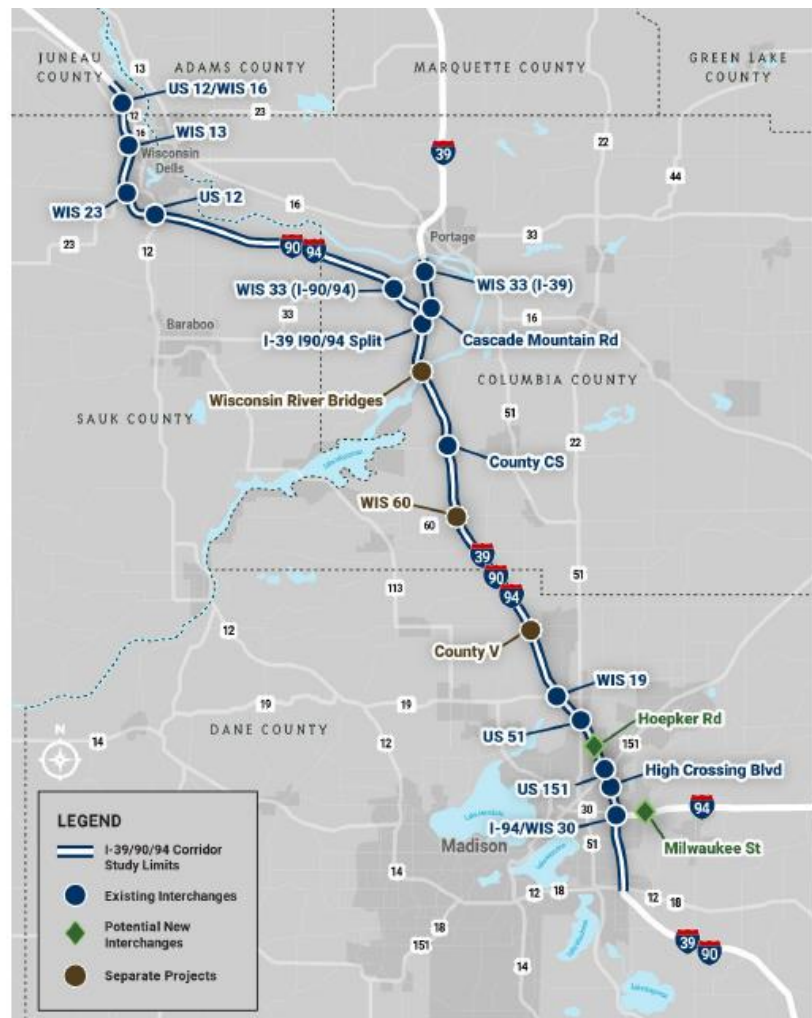 JUNEAU
COUNTY
13
ADAMS COUNTY
MARQUETTE COUNTY
GREEN LAKE
COUNTY
US 12/WIS 16
12
23
16
WIS 13
Wisconsin
Dells
39
22
44
WIS 23
US 12
16
23
12
90
94
Portage
33
WIS 33 (I-90/94)
WIS 33 (I-39)
Baraboo
33
I-39 I90/94 Split
Cascade Mountain Rd
16
Wisconsin River Bridges
COLUMBIA COUNTY
SAUK COUNTY
51
22
County CS
WIS 60
60
39
90
94
51
113
12
County V
WIS 19
19
19
DANE COUNTY
14
12
US 51
Hoepker Rd
151
US 151
High Crossing Blvd
30
94
I-94/WIS 30
Milwaukee St
Madison
51
14
12
18
12
18
18
151
14
39
90
N
LEGEND
I-39/90/94 Corridor
Study Limits
Existing Interchanges
Potential New
Interchanges
Separate Projects